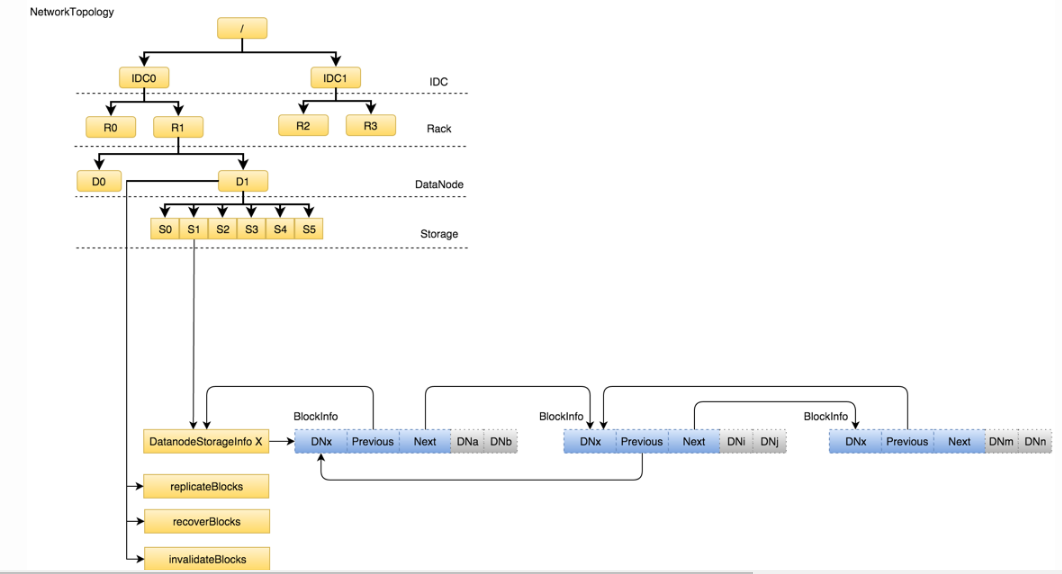 NetworkTopology
/
IDC0 IDC1 IDC
R0 R1 R2 R3 Rack
D0 D1 DataNode
S0 S1 S2 S3 S4 S5 Storage
BlockInfo BlockInfo BlockInfo
DatanodeStorageInfo X DNx Previous Next DNa DNb DNx Previous Next DNi DNj DNx Previous Next DNm DNn
replicateBlocks
recoverBlocks
invalidateBlocks